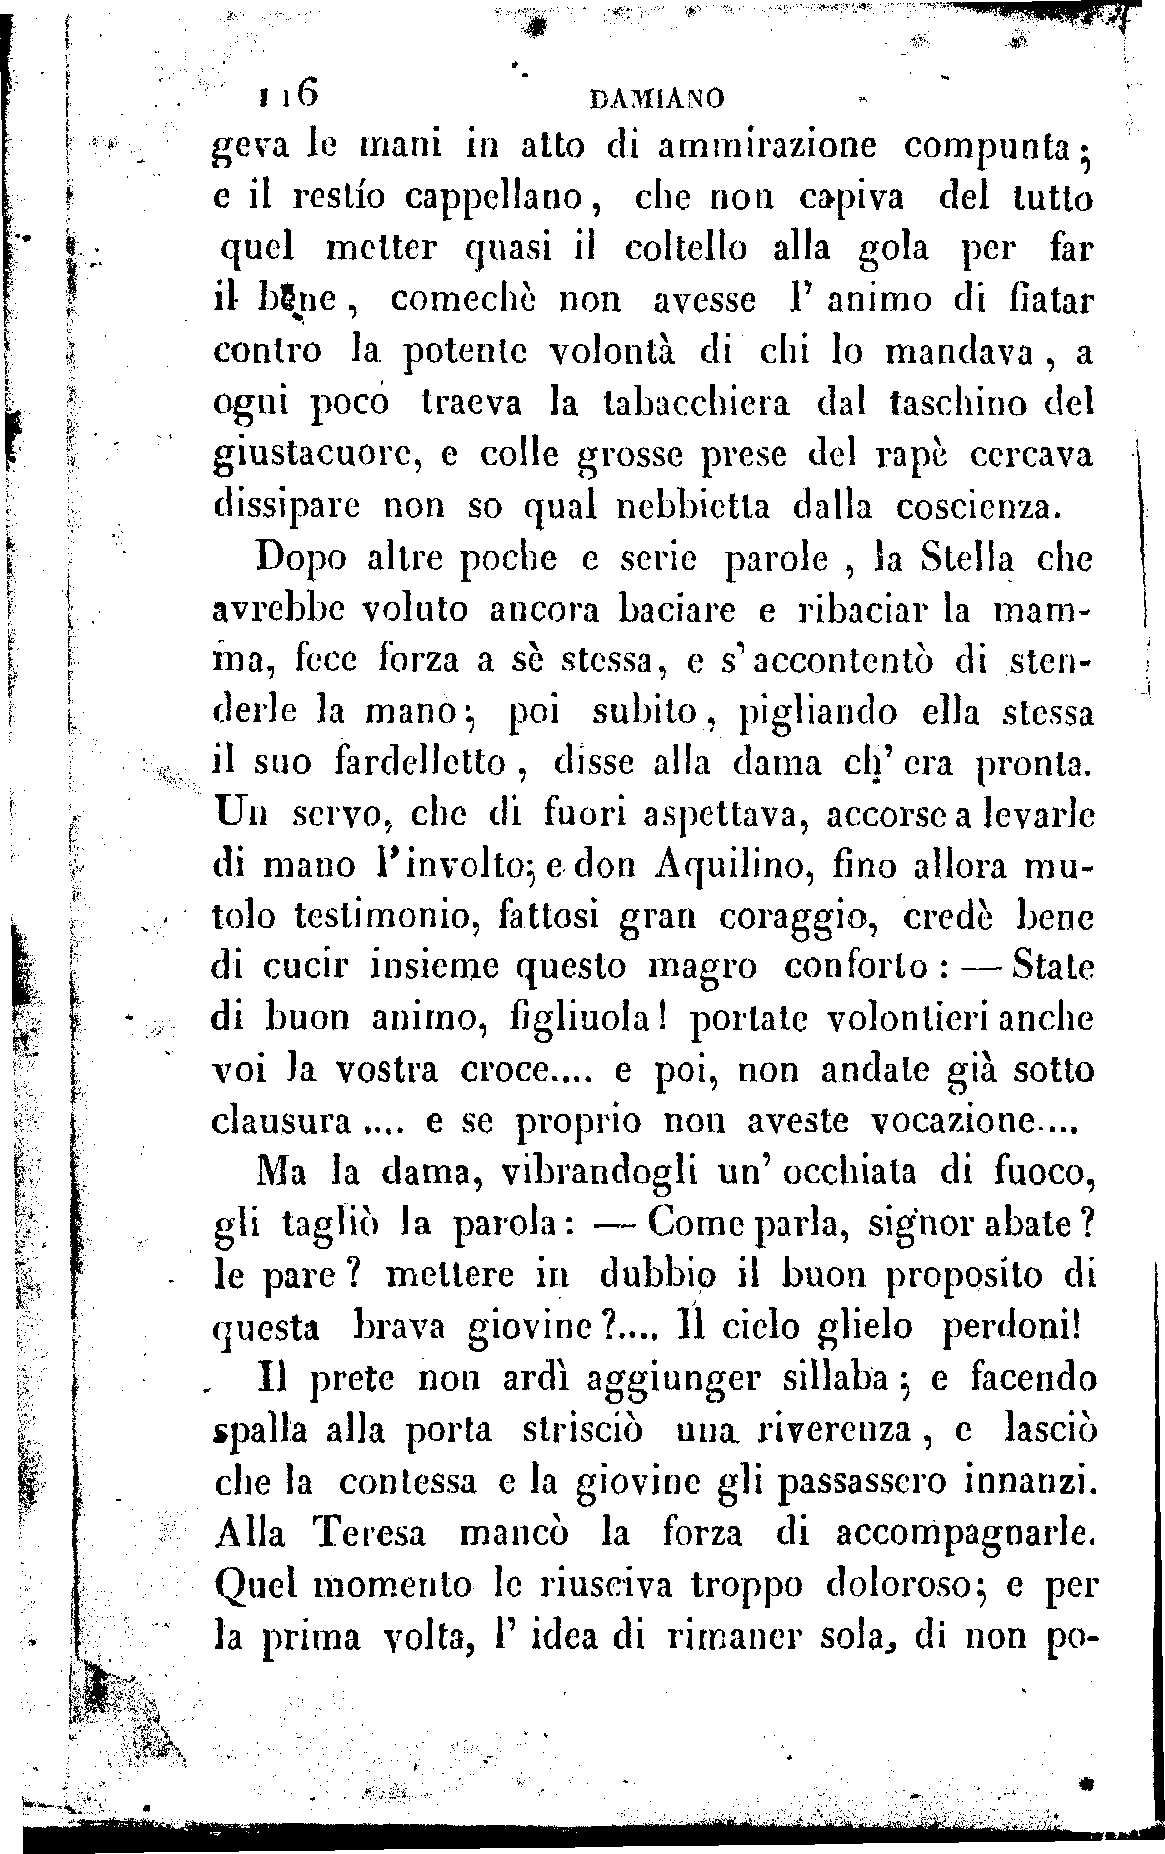 116 DAMIANO
geva le mani in atto di ammirazione compunta;
e il restío cappellano, che non capiva del tutto
quel metter quasi il coltello alla gola per far
il bene, comechè non avesse l' animo di fiatar
contro la potente volontà di chi lo mandava, a
ogni poco traeva la tabacchiera dal taschino del
giustacuore, e colle grosse prese del rapè cercava
dissipare non so qual nebbietta dalla coscienza.
Dopo altre poche e serie parole, la Stella che
avrebbe voluto ancora baciare e ribaciar la mam-
ma, fece forza a sè stessa, e s' accontentò di sten-
derle la mano; poi subito, pigliando ella stessa
il suo fardelletto, disse alla dama ch' era pronta.
Un servo, che di fuori aspettava, accorse a levarle
di mano l' involto; e don Aquilino, fino allora mu-
tolo testimonio, fattosi gran coraggio, credè bene
di cucir insieme questo magro conforto: — State
di buon animo, figliuola! portate volontieri anche
voi la vostra croce.... e poi, non andate già sotto
clausura .... e se proprio non aveste vocazione....
Ma la dama, vibrandogli un' occhiata di fuoco,
gli tagliò la parola: — Come parla, signor abate?
le pare? mettere in dubbio il buon proposito di
questa brava giovine?.... Il cielo glielo perdoni!
Il prete non ardì aggiunger sillaba; e facendo
spalla alla porta strisciò una riverenza, e lasciò
che la contessa e la giovine gli passassero innanzi.
Alla Teresa mancò la forza di accompagnarle.
Quel momento le riusciva troppo doloroso; e per
la prima volta, l' idea di rimaner sola, di non po-